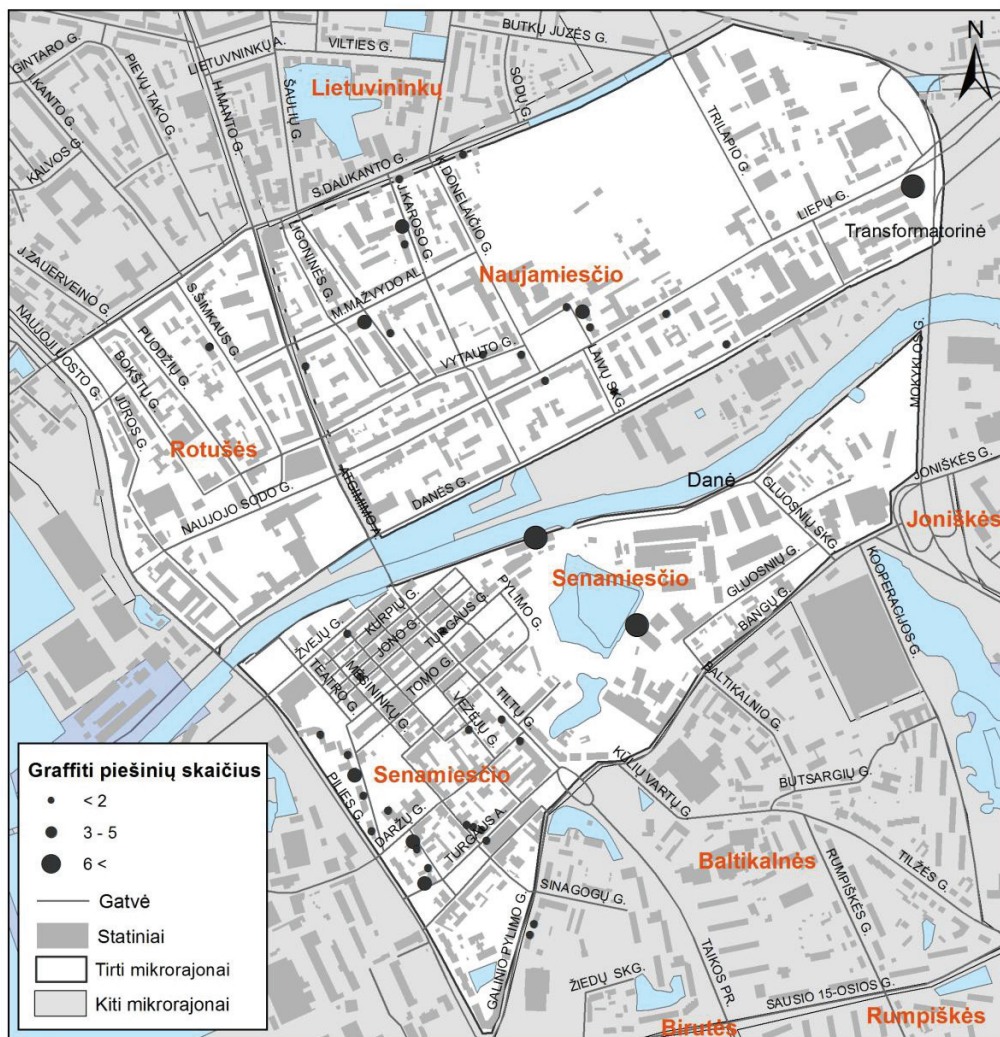 BUTKŲ JUZĖS G.
N
GINTARO G.
LIETUVNINKŲ A.
VILTIES G.
PIEVŲ TAKO G.
I.KANTO G.
H.MANTO G.
ŠAULIŲ G.
SODŲ G.
Lietuvininkų
KALVOS G.
TRILAPIO G.
S.DAUKANTO G.
K.DONELAIČIO G.
J.KAROSO G.
LIEPŲ G.
LIGONINĖS G.
Transformatorinė
J.ZAUERVEINO G.
S.ŠIMKAUS G.
M.MAŽVYDO AL.
Naujamiesčio
NAUJOJI UOSTO G.
PUODŽIŲ G.
BOKŠTŲ G.
JŪROS G.
VYTAUTO G.
LAIVŲ SKG.
MOKYKLOS G.
Rotušės
NAUJOJO SODO G.
ATGIMIMO A.
DANĖS G.
Danė
GLUOSNIŲ SKG.
JONIŠKĖS G.
Joniškės
Senamiesčio
GLUOSNIŲ G.
BANGŲ G.
KOOPERACIJOS G.
PYLIMO G.
KURPIŲ G.
TURGAUS G.
ŽVEJŲ G.
JONO G.
TEATRO G.
MĖSININKŲ G.
TOMO G.
VEŽĖJŲ G.
TILTŲ G.
BALTIKALNIO G.
Senamiesčio
PILIES G.
DARŽŲ G.
TURGAUS A.
KŪLIŲ VARTŲ G.
BUTSARGIŲ G.
Baltikalnės
RUMPIŠKĖS G.
TILŽĖS G.
SINAGOGŲ G.
GALINIO PYLIMO G.
TAIKOS PR.
ŽIEDŲ SKG.
SAUSIO 15-OSIOS G.
Birutės
Rumpiškės
Graffiti piešinių skaičius
< 2
3 - 5
6 <
Gatvė
Statiniai
Tirti mikrorajonai
Kiti mikrorajonai